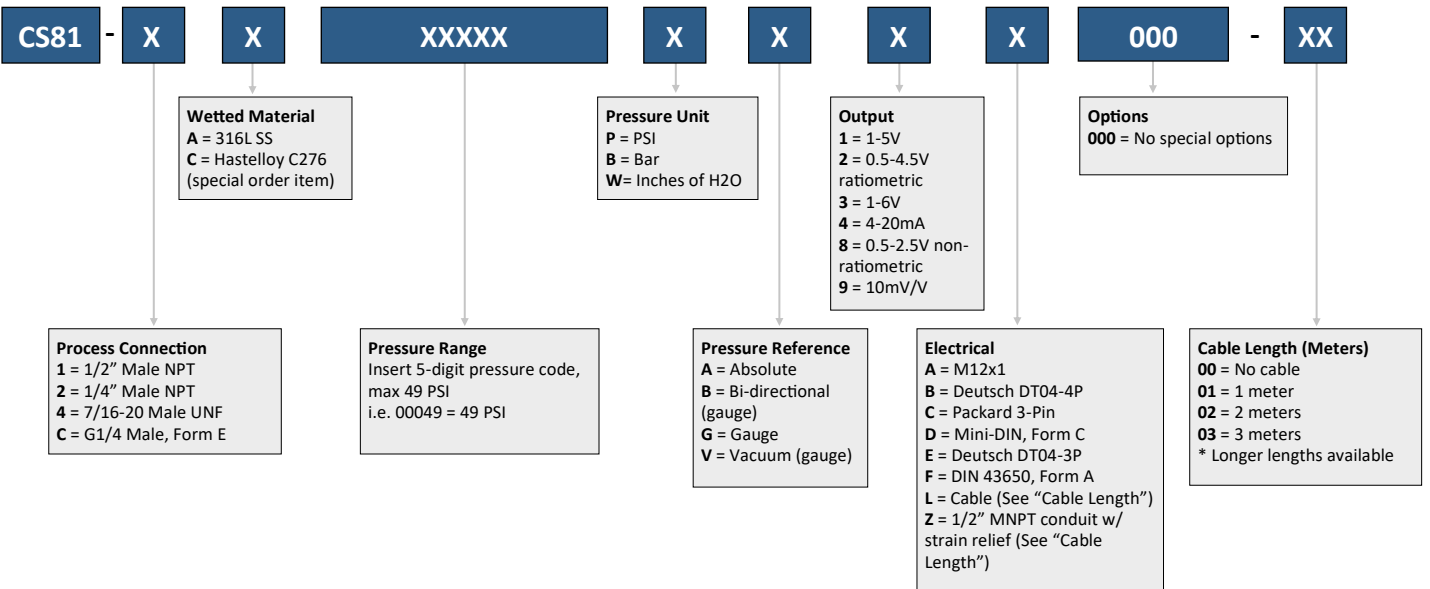 CS81 - X X XXXXX X X X X 000 - XX
Wetted Material
A = 316L SS
C = Hastelloy C276
(special order item)
Pressure Unit
P = PSI
B = Bar
W= Inches of H2O
Output
1 = 1-5V
2 = 0.5-4.5V
ratiometric
3 = 1-6V
4 = 4-20mA
8 = 0.5-2.5V non-
ratiometric
9 = 10mV/V
Options
000 = No special options
Process Connection
1 = 1/2” Male NPT
2 = 1/4” Male NPT
4 = 7/16-20 Male UNF
C = G1/4 Male, Form E
Pressure Range
Insert 5-digit pressure code,
max 49 PSI
i.e. 00049 = 49 PSI
Pressure Reference
A = Absolute
B = Bi-directional
(gauge)
G = Gauge
V = Vacuum (gauge)
Electrical
A = M12x1
B = Deutsch DT04-4P
C = Packard 3-Pin
D = Mini-DIN, Form C
E = Deutsch DT04-3P
F = DIN 43650, Form A
L = Cable (See “Cable Length”)
Z = 1/2” MNPT conduit w/
strain relief (See “Cable
Length”)
Cable Length (Meters)
00 = No cable
01 = 1 meter
02 = 2 meters
03 = 3 meters
* Longer lengths available